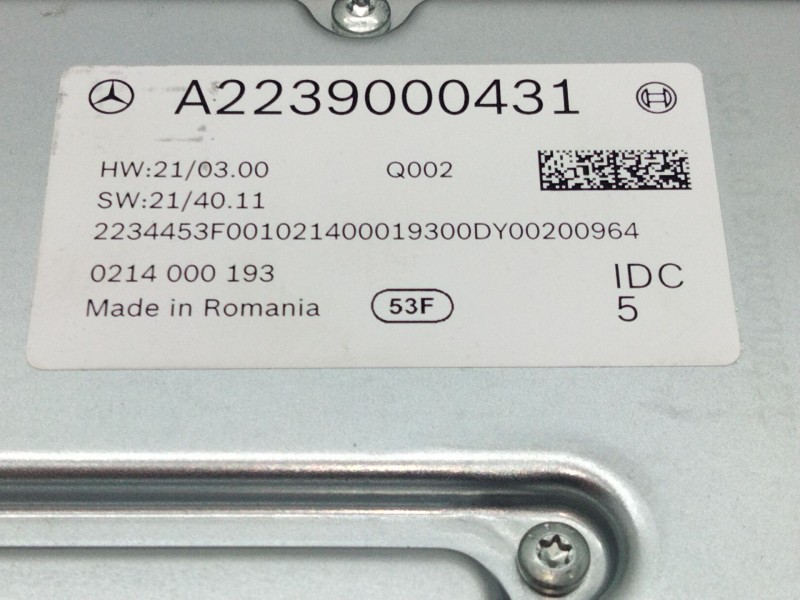 A2239000431
HW:21/03.00 Q002
SW:21/40.11
2234453F001021400019300DY00200964
0214 000 193
IDC
Made in Romania 53F
5